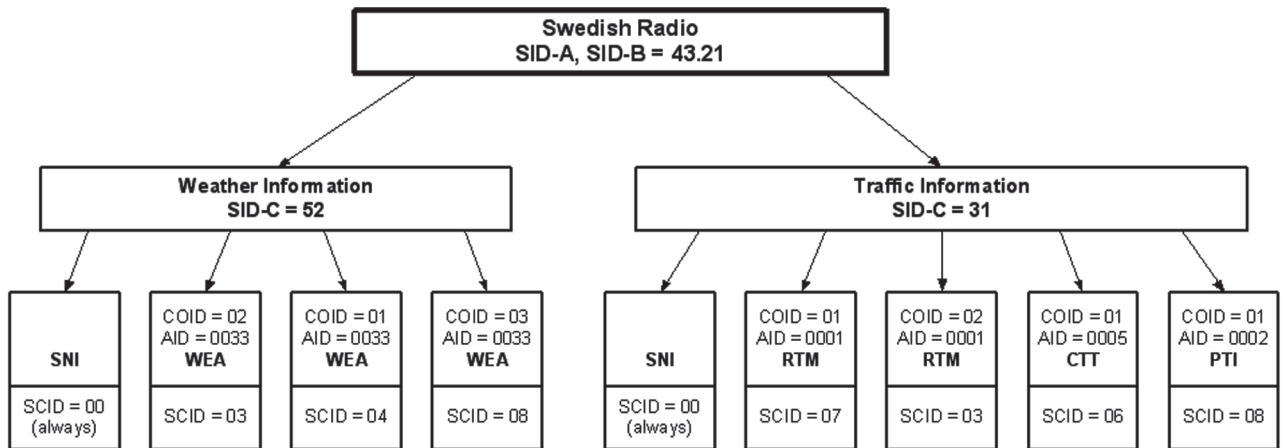 Swedish Radio
SID-A, SID-B = 43.21
Weather Information
SID-C = 52
Traffic Information
SID-C = 31
SNI
SCID = 00
(always)
COID = 02
AID = 0033
WEA
SCID = 03
COID = 01
AID = 0033
WEA
SCID = 04
COID = 03
AID = 0033
WEA
SCID = 08
SNI
SCID = 00
(always)
COID = 01
AID = 0001
RTM
SCID = 07
COID = 02
AID = 0001
RTM
SCID = 03
COID = 01
AID = 0005
CTT
SCID = 06
COID = 01
AID = 0002
PTI
SCID = 08